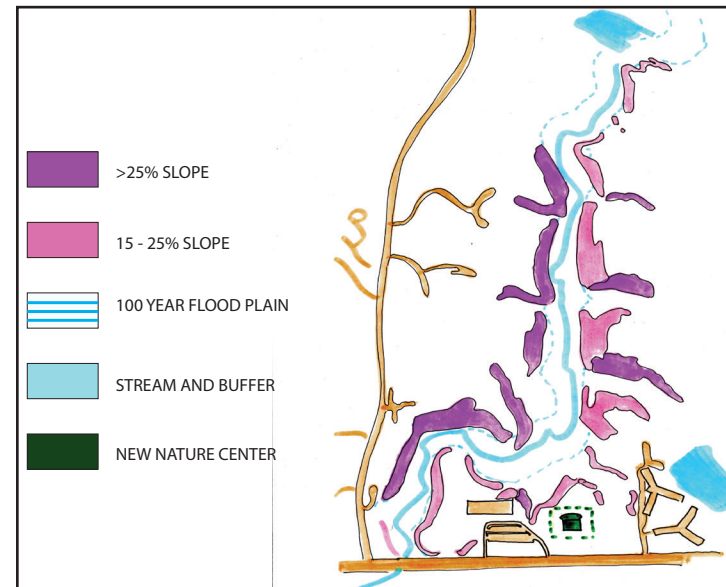 >25% SLOPE
15 - 25% SLOPE
100 YEAR FLOOD PLAIN
STREAM AND BUFFER
NEW NATURE CENTER